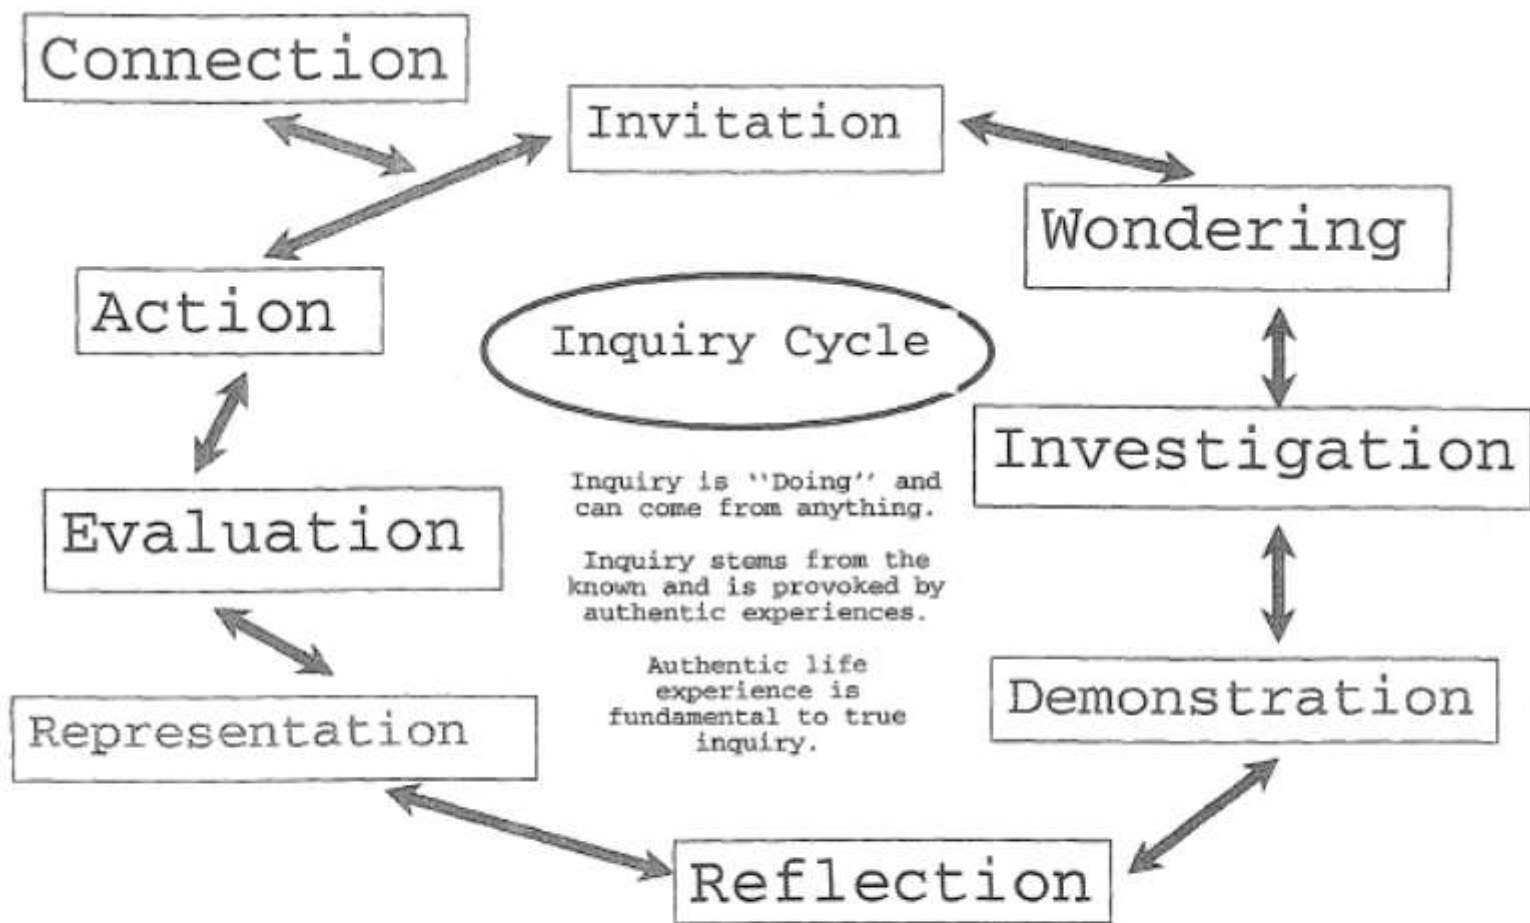 Connection
Invitation
Wondering
Action
Inquiry Cycle
Investigation
Inquiry is ‘‘Doing’’ and
can come from anything.
Evaluation
Inquiry stems from the
known and is provoked by
authentic experiences.
Authentic life
experience is
fundamental to true
inquiry.
Demonstration
Representation
Reflection